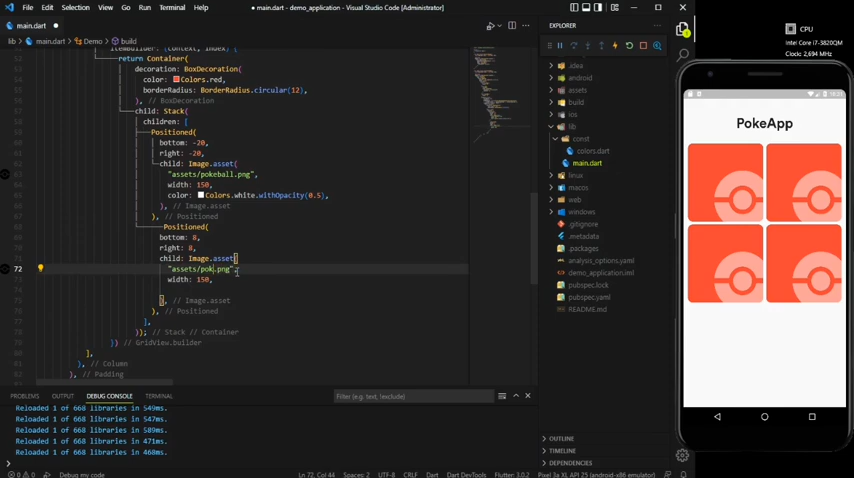 File Edit Selection View Go Run Terminal Help
● main.dart - demo_application - Visual Studio Code [Administrator]
main.dart ●
lib > main.dart > Demo > build
itemBuilder: (context, index) {
52 return Container(
decoration: BoxDecoration(
color: Colors.red,
borderRadius: BorderRadius.circular(12),
), // BoxDecoration
child: Stack(
children: [
Positioned(
bottom: -20,
right: -20,
child: Image.asset(
"assets/pokeball.png",
width: 150,
color: Colors.white.withOpacity(0.5),
), // Image.asset
), // Positioned
Positioned(
bottom: 8,
right: 8,
child: Image.asset(
72 "assets/pok.png",
width: 150,
), // Image.asset
), // Positioned
],
)); // Stack // Container
}) // GridView.builder
],
), // Column
), // Padding
EXPLORER
.idea
android
assets
build
ios
lib
const
colors.dart
main.dart
linux
macos
web
windows
.gitignore
.metadata
.packages
analysis_options.yaml
demo_application.iml
pubspec.lock
pubspec.yaml
README.md
OUTLINE
TIMELINE
DEPENDENCIES
PROBLEMS OUTPUT DEBUG CONSOLE TERMINAL
Filter (e.g. text, !exclude)
Reloaded 1 of 668 libraries in 549ms.
Reloaded 1 of 668 libraries in 547ms.
Reloaded 1 of 668 libraries in 589ms.
Reloaded 1 of 668 libraries in 471ms.
Reloaded 1 of 668 libraries in 468ms.
0 0 Debug my code
Ln 72, Col 44 Spaces: 2 UTF-8 CRLF Dart Dart DevTools Flutter: 3.0.2 Pixel 3a XL API 25 (android-x86 emulator)
CPU
Intel Core i7-3820QM
Clock: 2,694 MHz
PokeApp